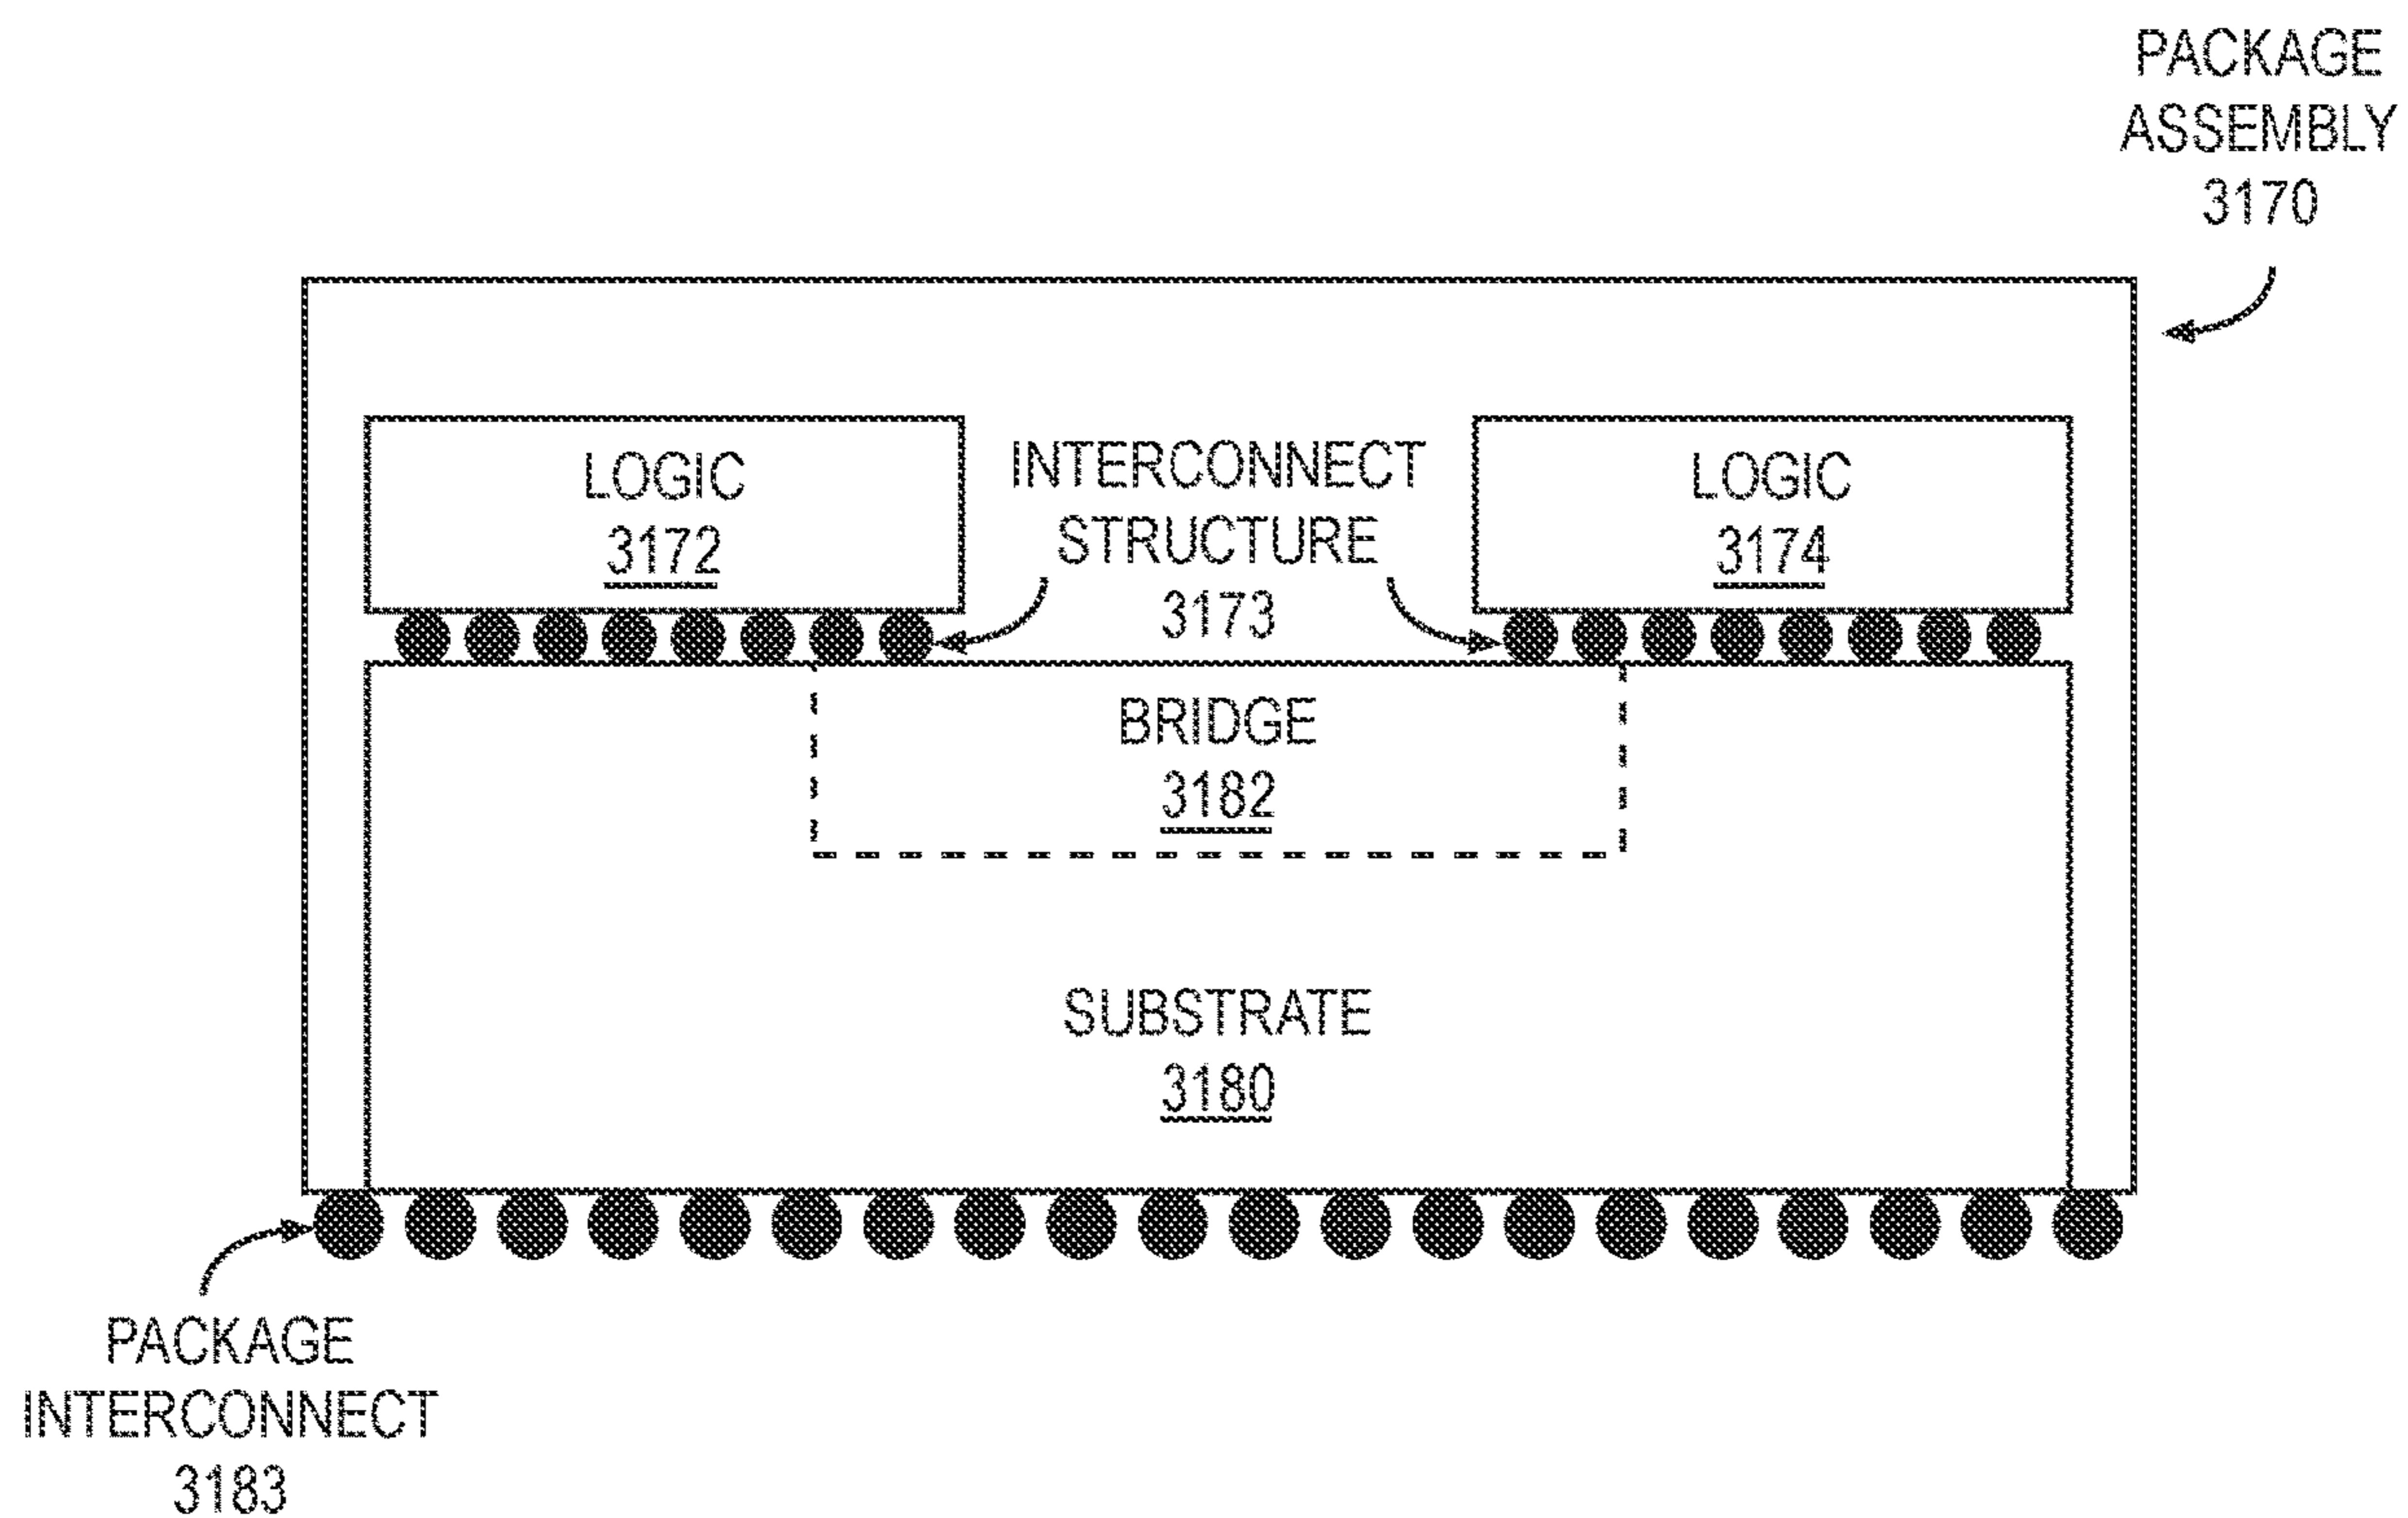 PACKAGE
ASSEMBLY
3170
LOGIC
3172
INTERCONNECT
STRUCTURE
3173
LOGIC
3174
BRIDGE
3182
SUBSTRATE
3180
PACKAGE
INTERCONNECT
3183